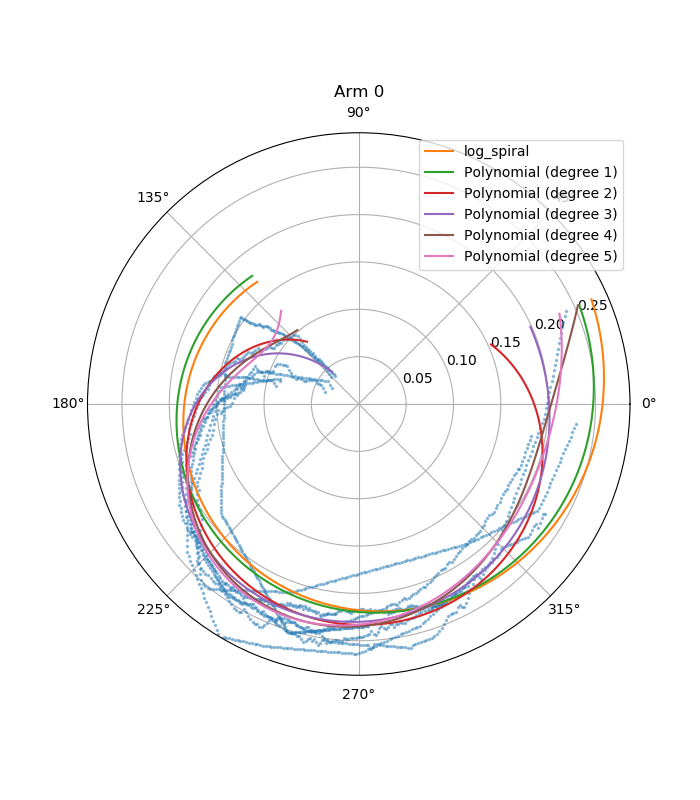 Arm 0
90°
log_spiral
Polynomial (degree 1)
Polynomial (degree 2)
Polynomial (degree 3)
Polynomial (degree 4)
Polynomial (degree 5)
135°
0.25
0.20
0.15
0.10
0.05
180°
0°
225°
315°
270°